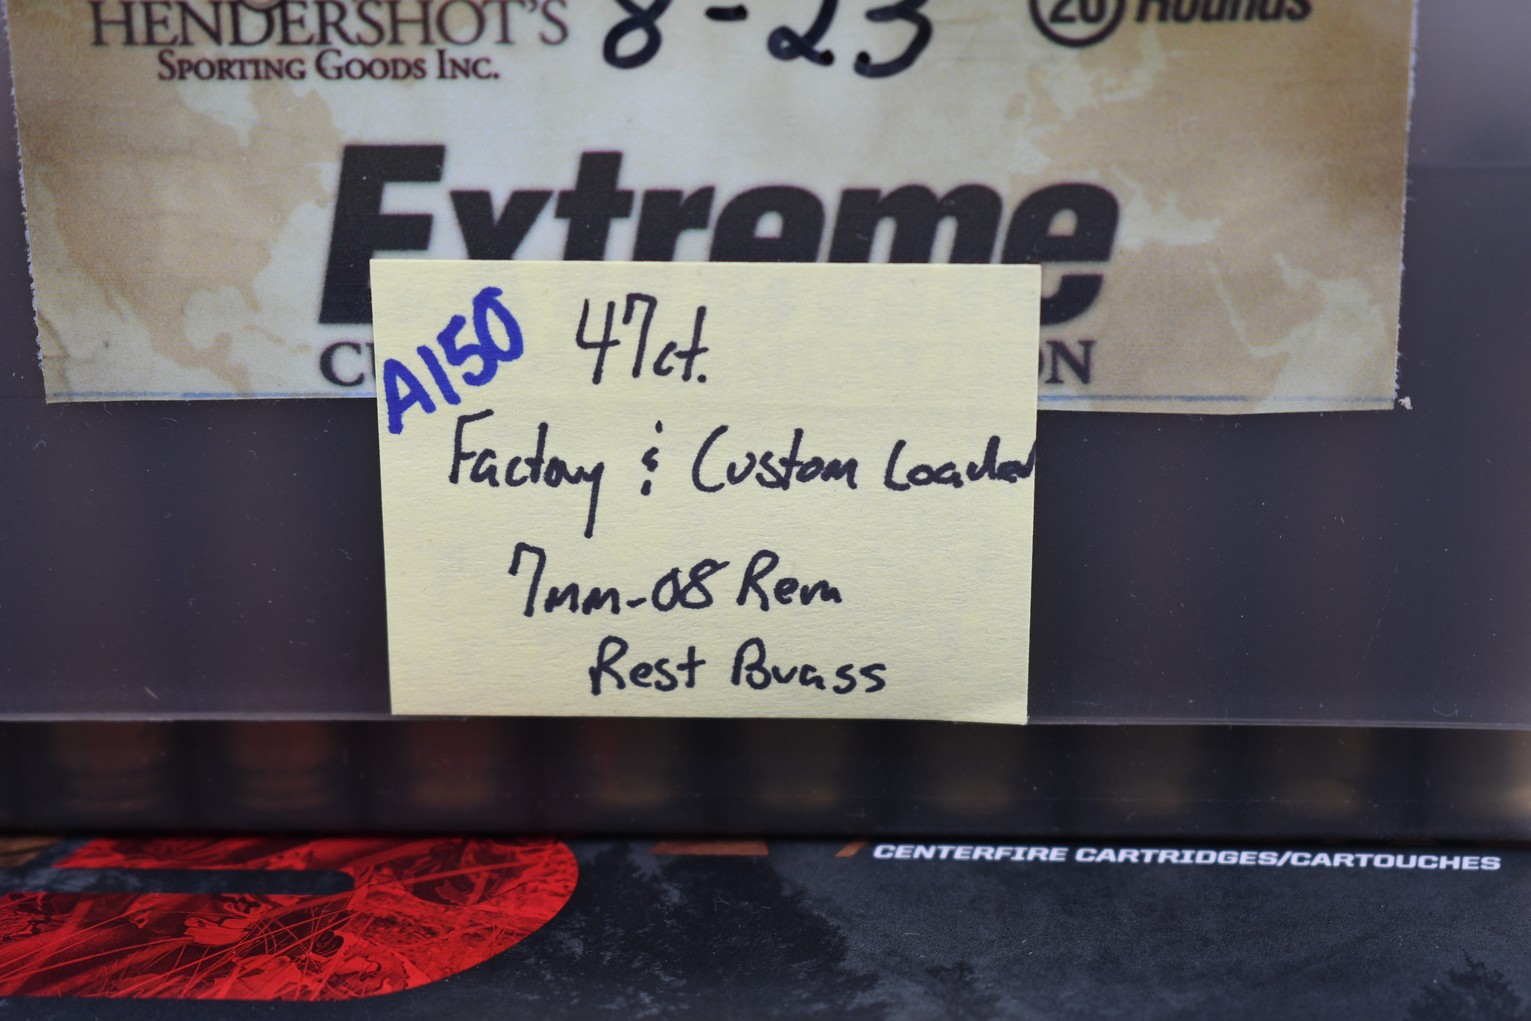 HENDERSHOT'S
SPORTING GOODS INC.
8-23
20 Rounds
Extreme
A150
47ct.
Factory & Custom Loaded
7mm-08 Rem
Rest Brass
CENTERFIRE CARTRIDGES/CARTOUCHES